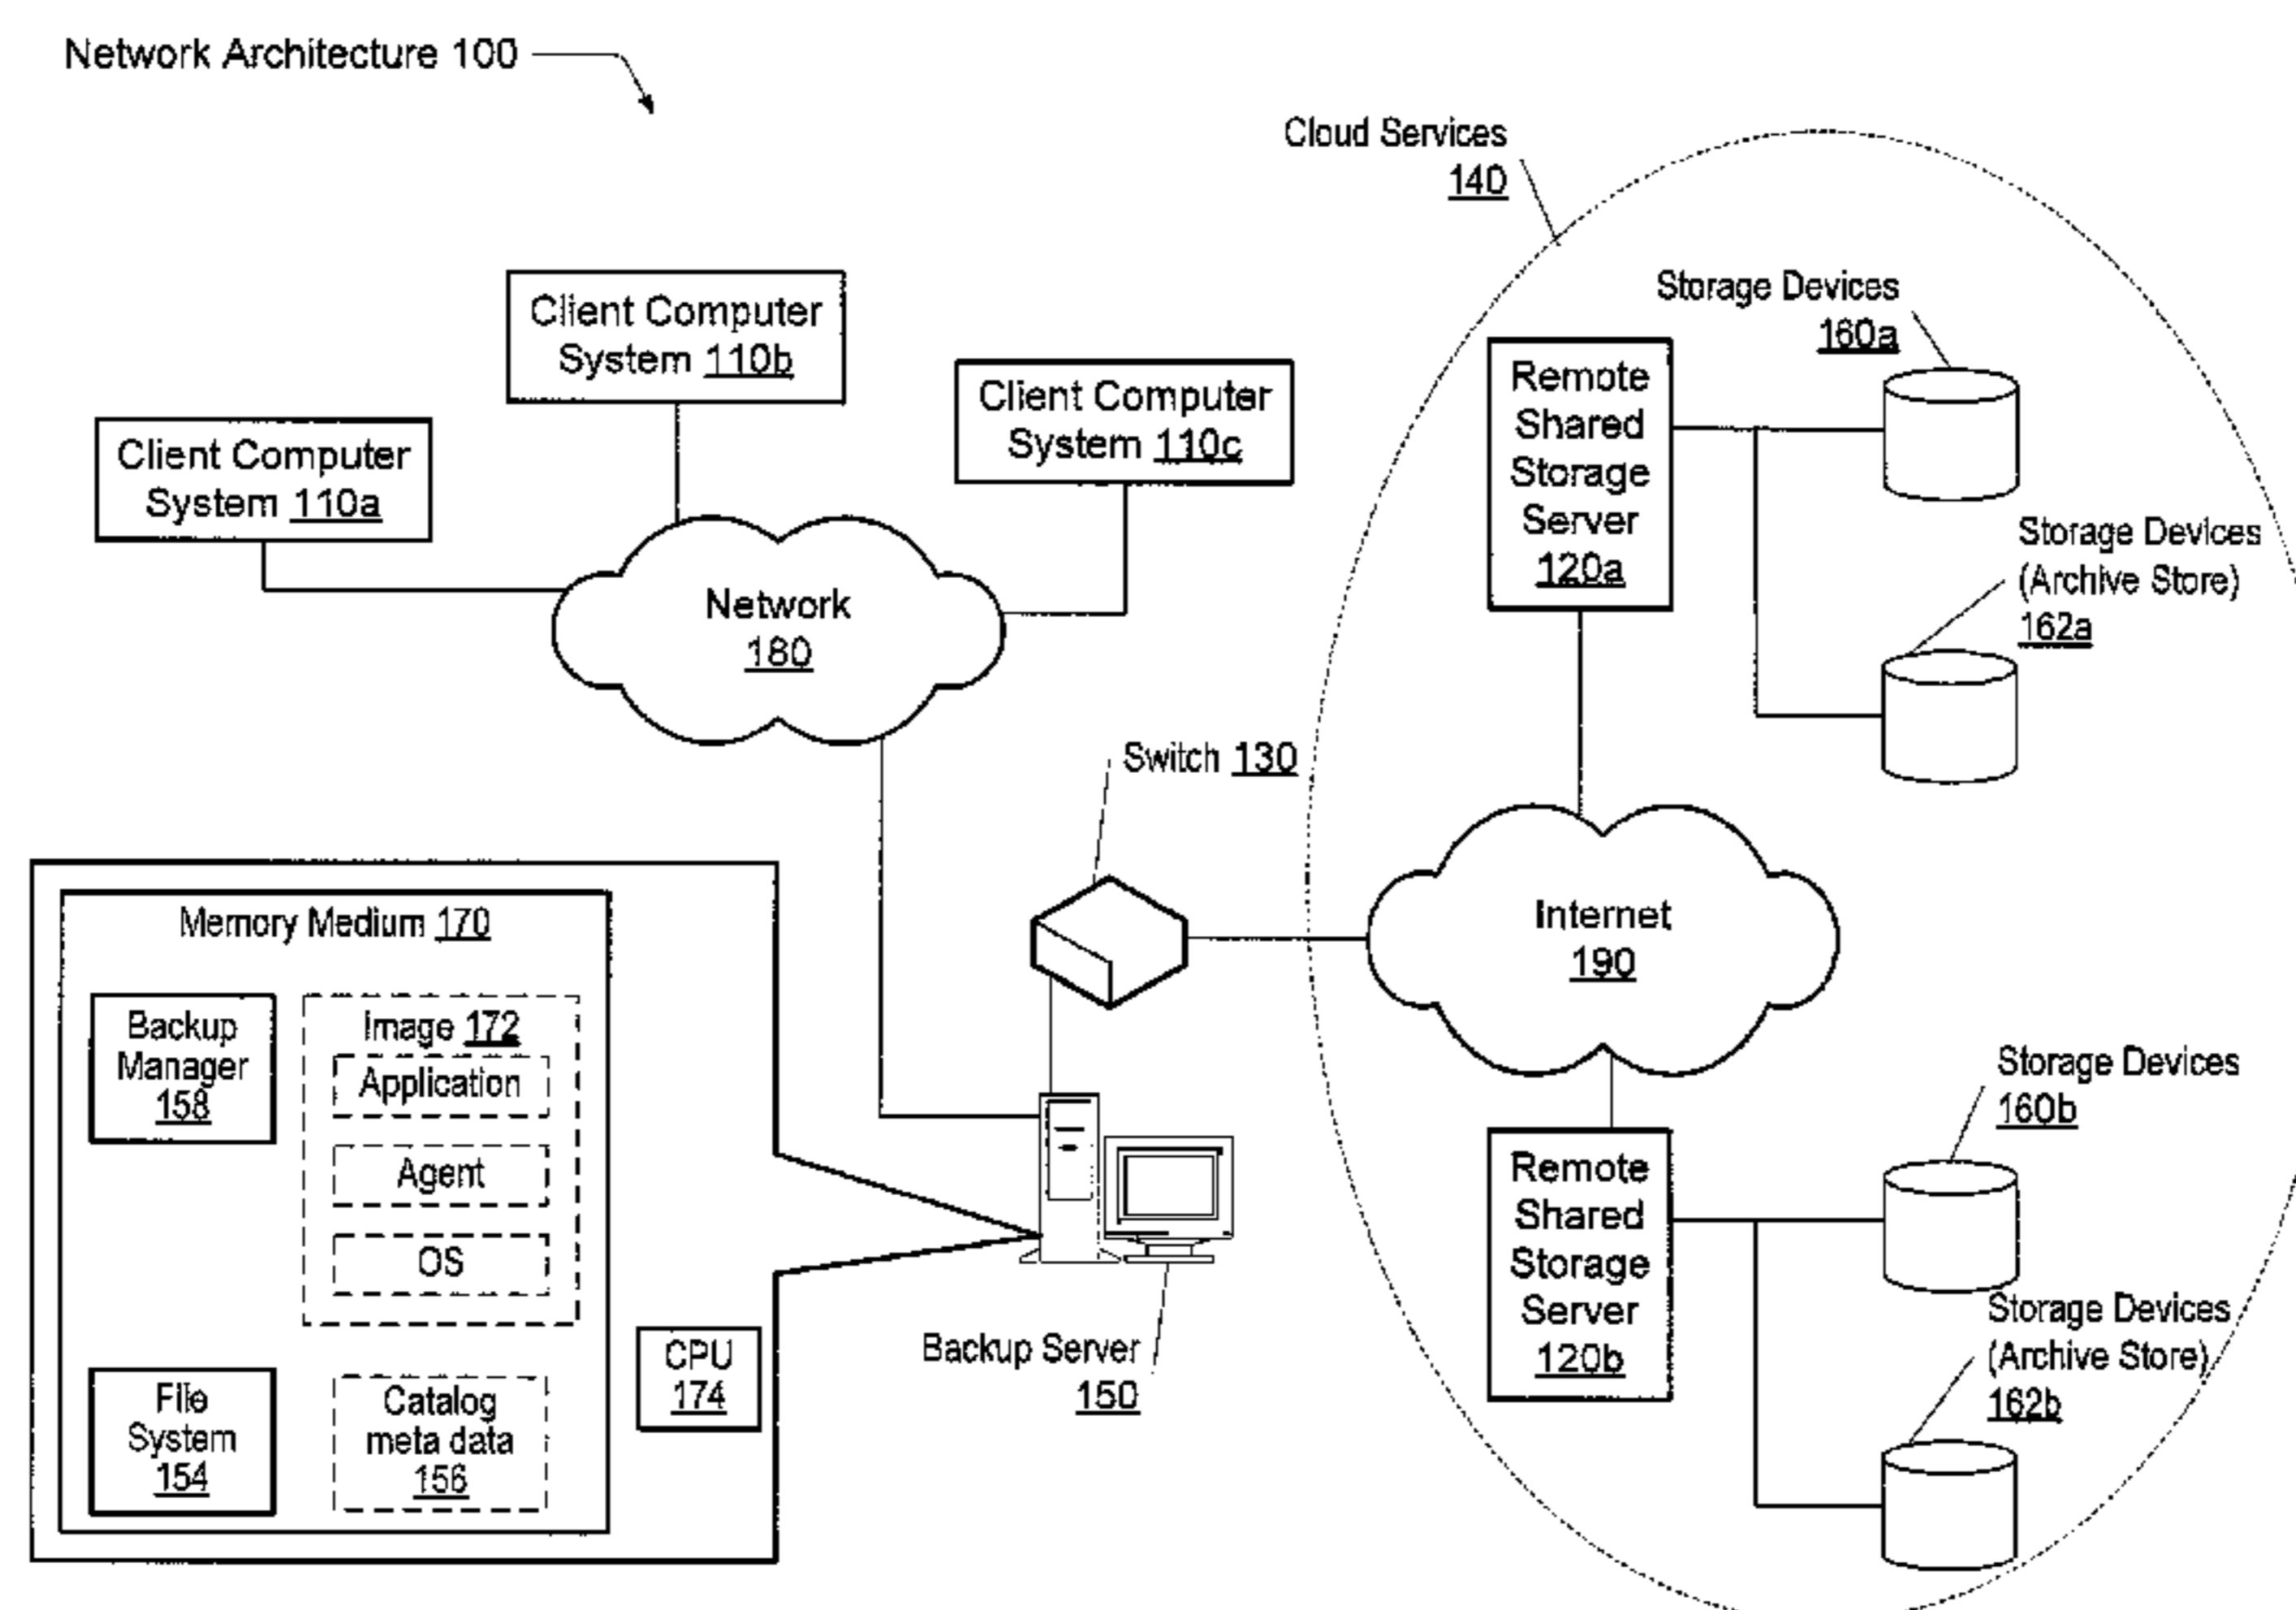 Network Architecture 100
Cloud Services
140
Client Computer
System 110b
Client Computer
System 110c
Client Computer
System 110a
Network
180
Storage Devices
160a
Remote
Shared
Storage
Server
120a
Storage Devices
(Archive Store)
162a
Switch 130
Internet
190
Memory Medium 170
Backup
Manager
158
Image 172
Application
Agent
OS
File
System
154
Catalog
meta data
156
CPU
174
Backup Server
150
Storage Devices
160b
Remote
Shared
Storage
Server
120b
Storage Devices
(Archive Store)
162b